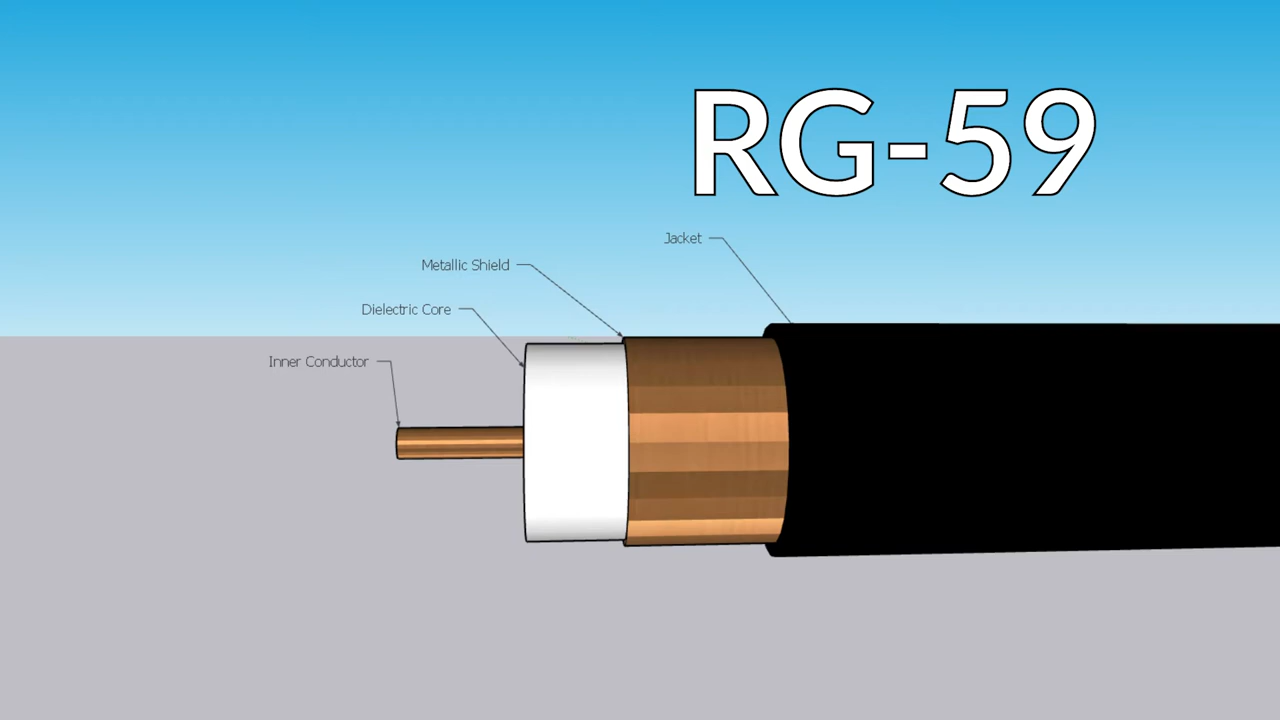 RG-59
Jacket
Metallic Shield
Dielectric Core
Inner Conductor